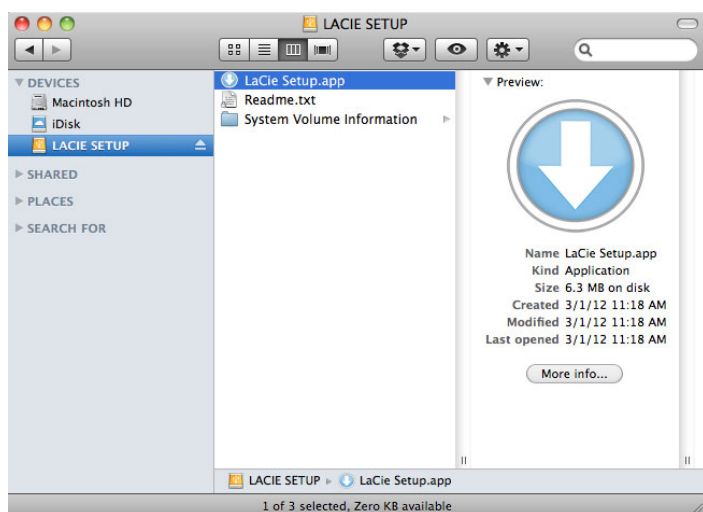 LACIE SETUP
DEVICES
Macintosh HD
iDisk
LACIE SETUP
SHARED
PLACES
SEARCH FOR
LaCie Setup.app
Readme.txt
System Volume Information
Preview:
Name LaCie Setup.app
Kind Application
Size 6.3 MB on disk
Created 3/1/12 11:18 AM
Modified 3/1/12 11:18 AM
Last opened 3/1/12 11:18 AM
More info...
LACIE SETUP LaCie Setup.app
1 of 3 selected, Zero KB available